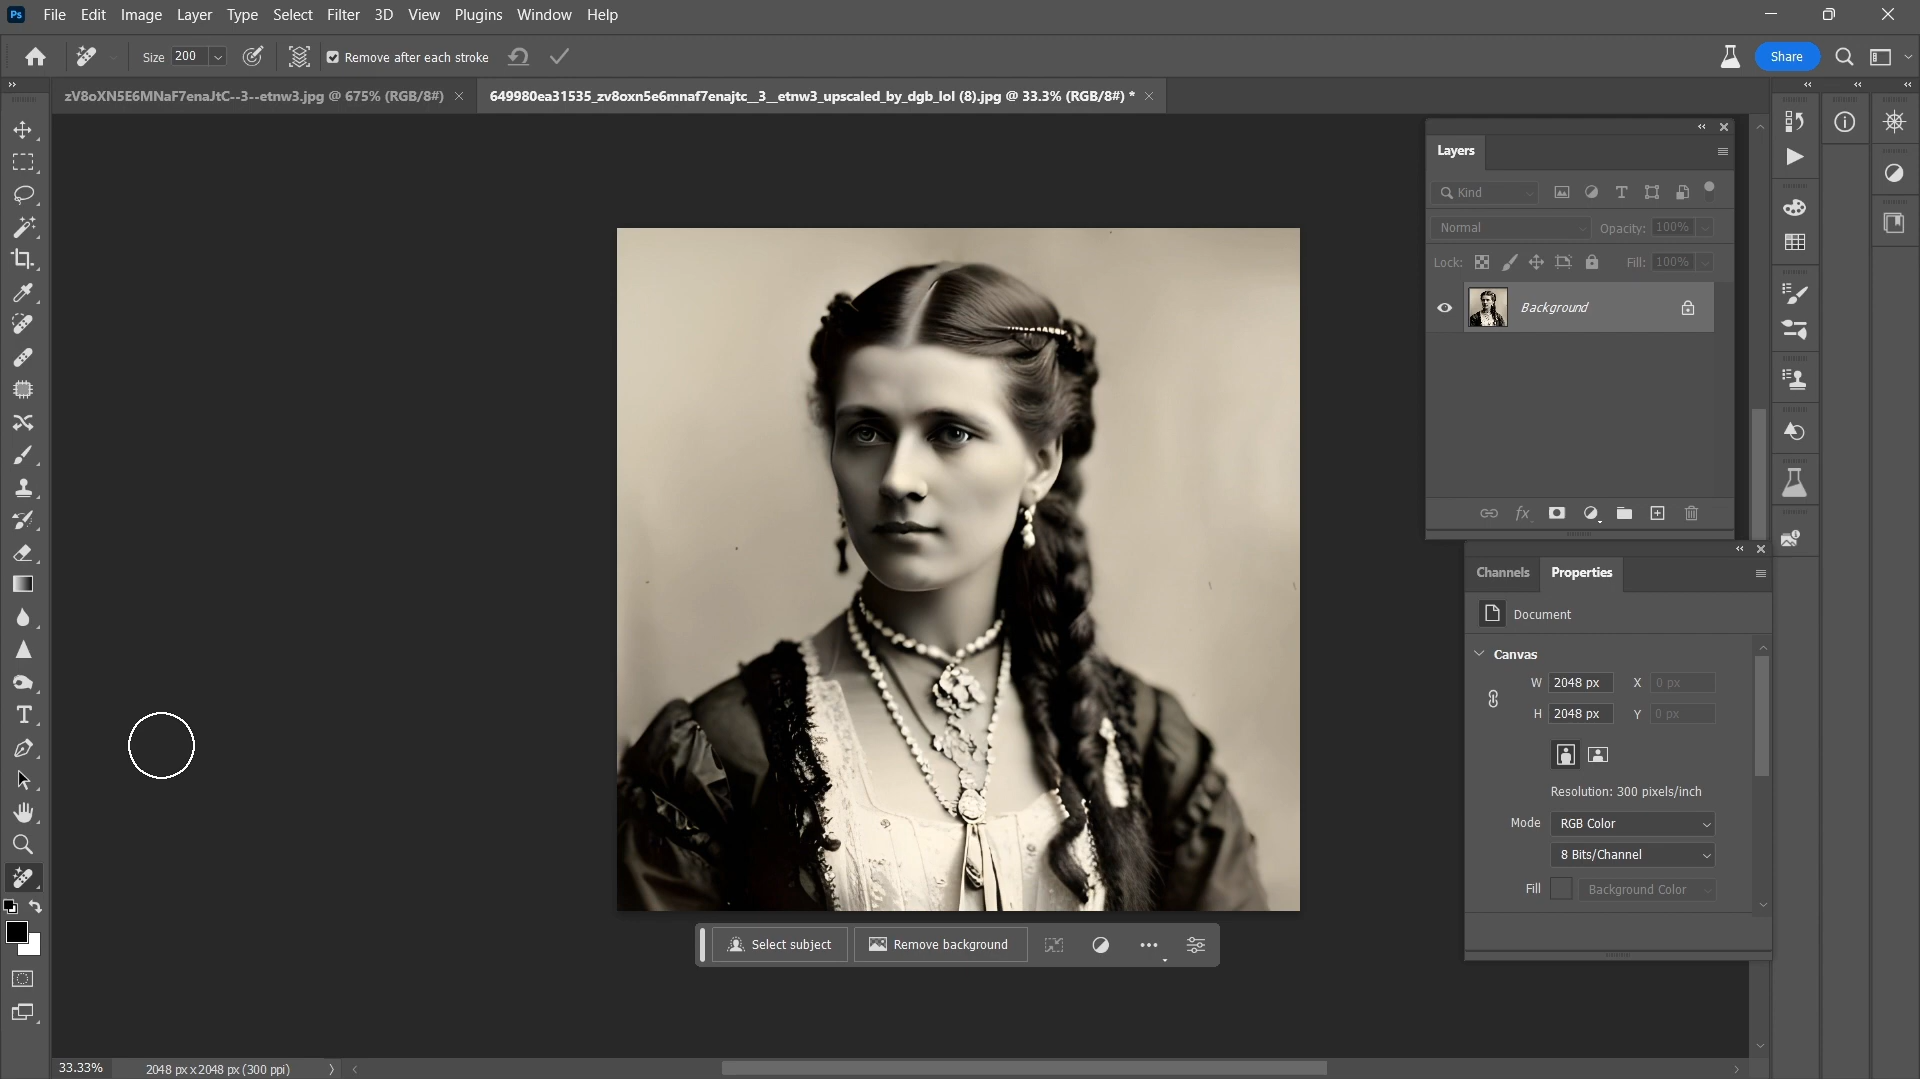 Ps File Edit Image Layer Type Select Filter 3D View Plugins Window Help
Size 200 Remove after each stroke Share
zV8oXN5E6MNaF7enaJtC--3--etnw3.jpg @ 675% (RGB/8#) 649980ea31535_zv8oxn5e6mnaf7enajtc__3__etnw3_upscaled_by_dgb_lol (8).jpg @ 33.3% (RGB/8#) *
Layers
Kind
Normal Opacity: 100%
Lock: Fill: 100%
Background
fx
Channels Properties
Document
Canvas
W 2048 px X 0 px
H 2048 px Y 0 px
Resolution: 300 pixels/inch
Mode RGB Color
8 Bits/Channel
Fill Background Color
Select subject Remove background
33.33% 2048 px x 2048 px (300 ppi)